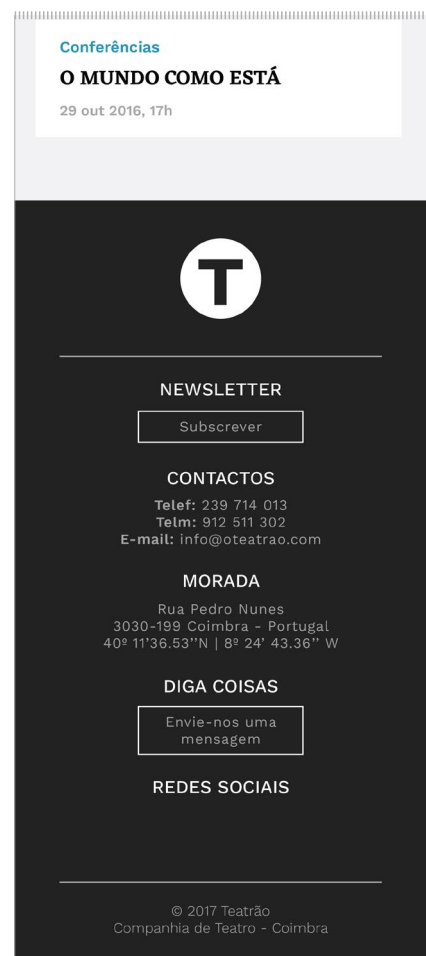 Conferências
O MUNDO COMO ESTÁ
29 out 2016, 17h
T
NEWSLETTER
Subscrever
CONTACTOS
Telef: 239 714 013
Telm: 912 511 302
E-mail: info@oteatrao.com
MORADA
Rua Pedro Nunes
3030-199 Coimbra - Portugal
40º 11’36.53’’N | 8º 24’ 43.36’’ W
DIGA COISAS
Envie-nos uma
mensagem
REDES SOCIAIS
© 2017 Teatrão
Companhia de Teatro - Coimbra